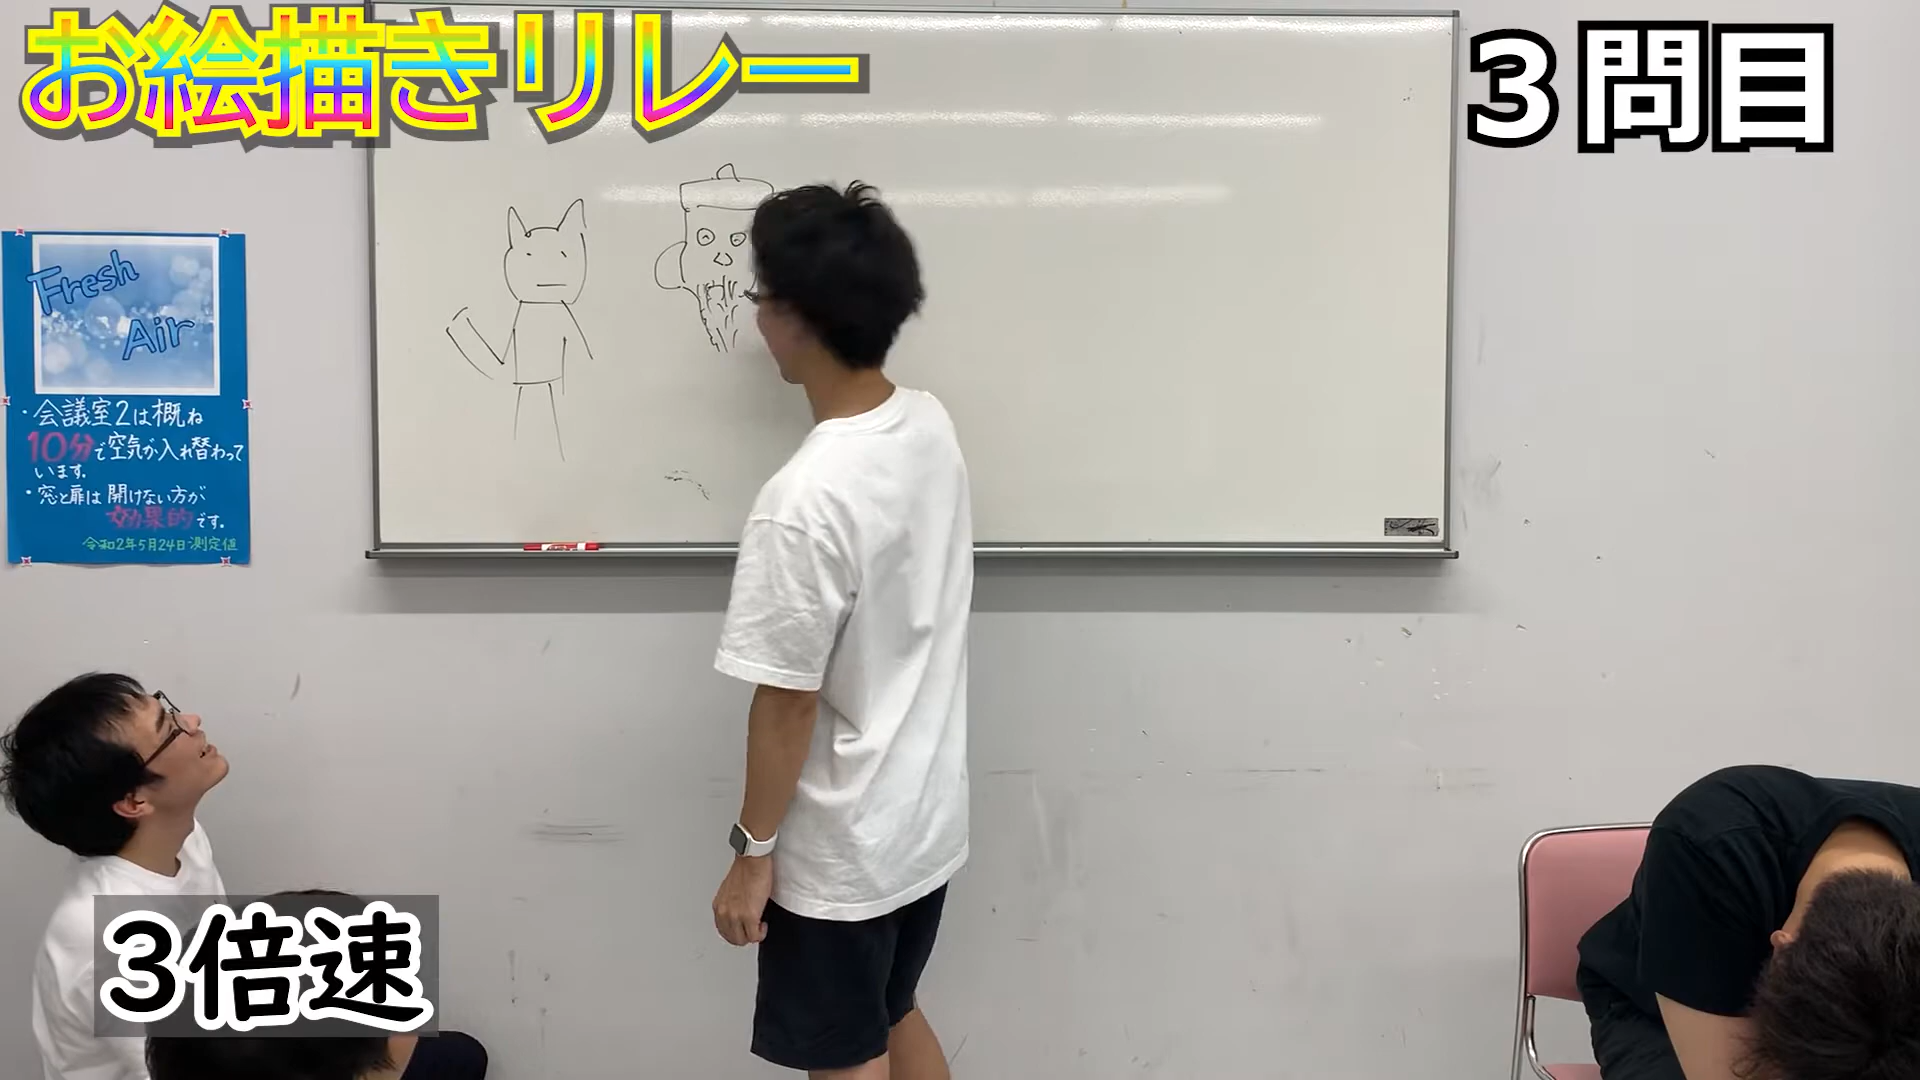 お絵描きリレー
3問目
Fresh
Air
・会議室2は概ね
10分で空気が入れ替わって
います。
・窓と扉は開けない方が
効果的です。
令和2年5月24日測定値
3倍速